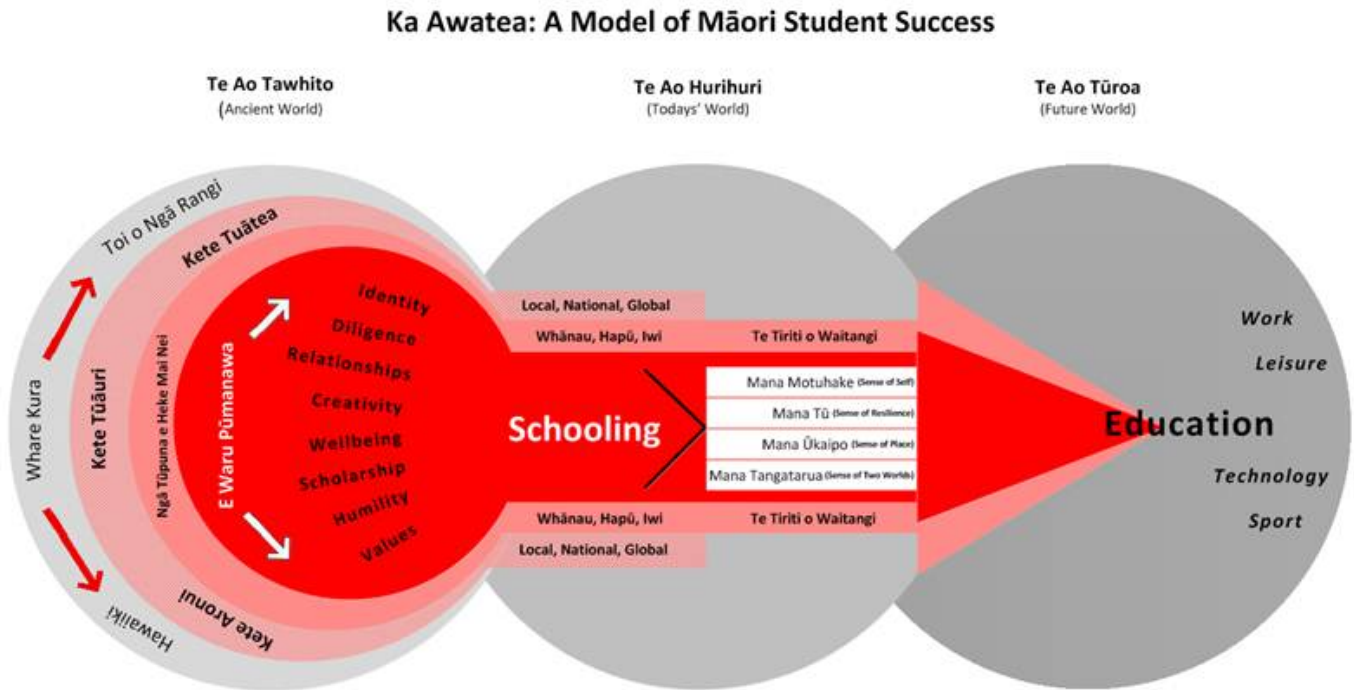 Ka Awatea: A Model of Māori Student Success
Te Ao Tawhito
(Ancient World)
Te Ao Hurihuri
(Todays' World)
Te Ao Tūroa
(Future World)
Toi o Ngā Rangi
Whare Kura
Hawaiiki
Kete Tuātea
Kete Tūāuri
Kete Aronui
Ngā Tūpuna e Heke Mai Nei
E Waru Pūmanawa
Identity
Diligence
Relationships
Creativity
Wellbeing
Scholarship
Humility
Values
Local, National, Global
Whānau, Hapū, Iwi
Te Tiriti o Waitangi
Schooling
Mana Motuhake (Sense of Self)
Mana Tū (Sense of Resilience)
Mana Ūkaipo (Sense of Place)
Mana Tangatarua (Sense of Two Worlds)
Whānau, Hapū, Iwi
Te Tiriti o Waitangi
Local, National, Global
Work
Leisure
Education
Technology
Sport